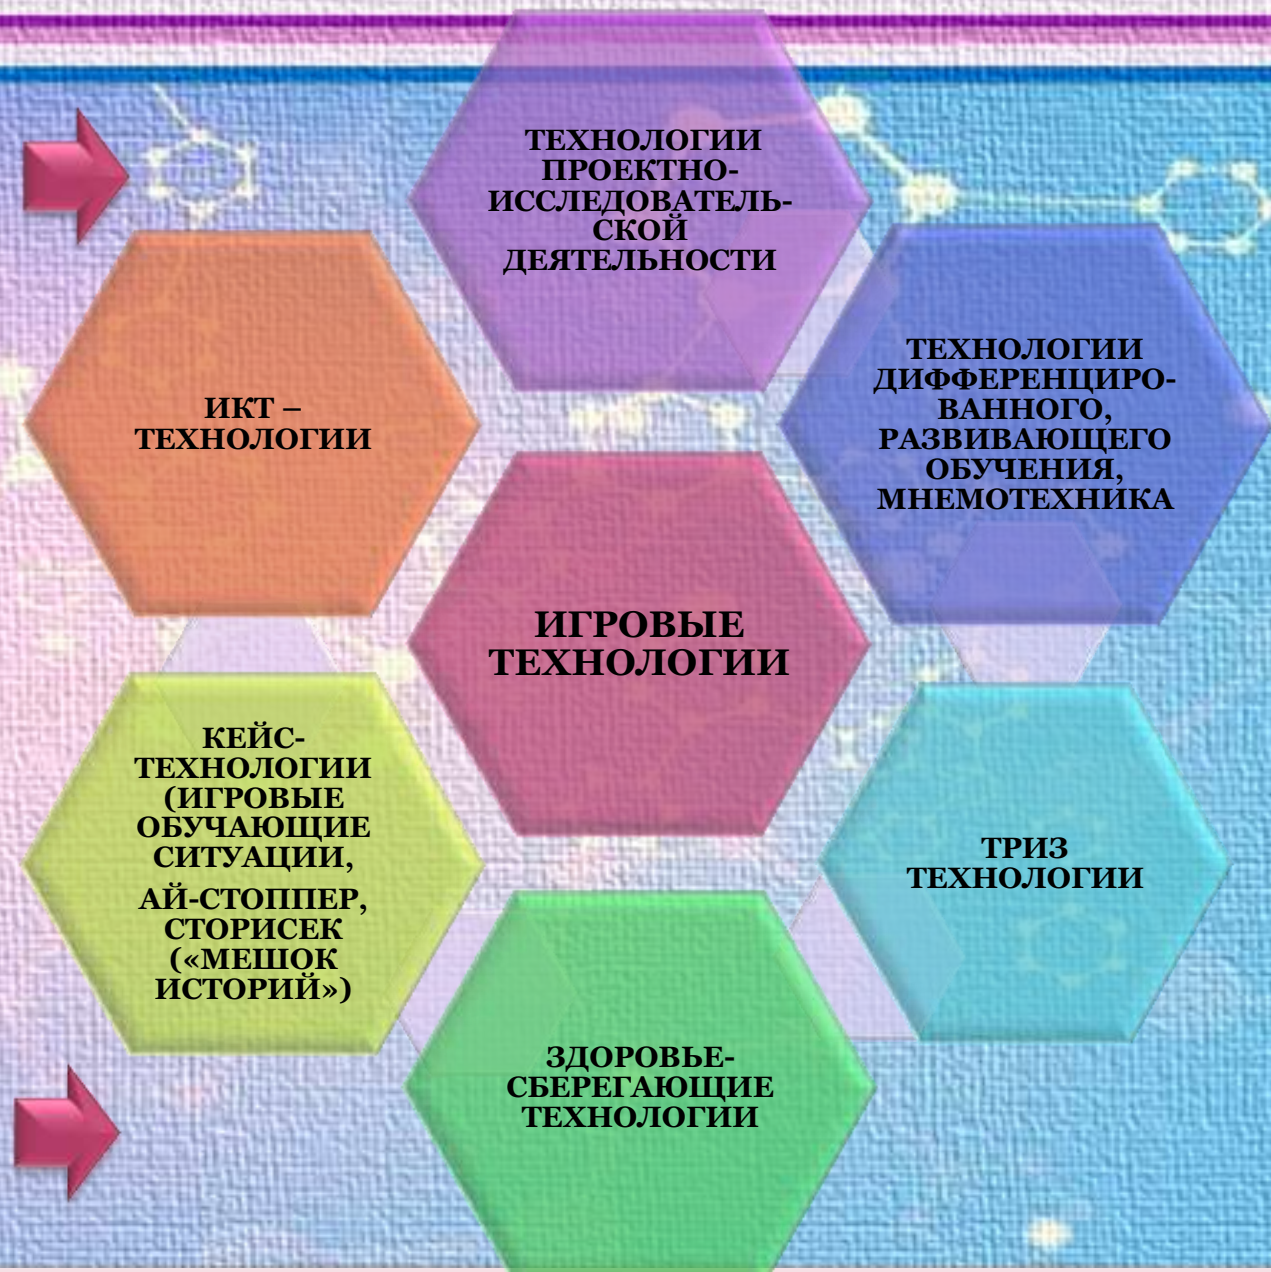 ТЕХНОЛОГИИ
ПРОЕКТНО-
ИССЛЕДОВАТЕЛЬ-
СКОЙ
ДЕЯТЕЛЬНОСТИ
ИКТ –
ТЕХНОЛОГИИ
ТЕХНОЛОГИИ
ДИФФЕРЕНЦИРО-
ВАННОГО,
РАЗВИВАЮЩЕГО
ОБУЧЕНИЯ,
МНЕМОТЕХНИКА
ИГРОВЫЕ
ТЕХНОЛОГИИ
КЕЙС-
ТЕХНОЛОГИИ
(ИГРОВЫЕ
ОБУЧАЮЩИЕ
СИТУАЦИИ,
АЙ-СТОППЕР,
СТОРИСЕК
(«МЕШОК
ИСТОРИЙ»)
ТРИЗ
ТЕХНОЛОГИИ
ЗДОРОВЬЕ-
СБЕРЕГАЮЩИЕ
ТЕХНОЛОГИИ